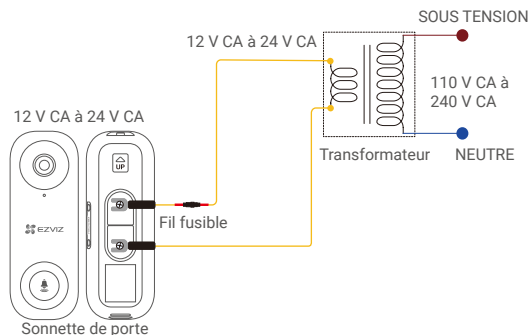 SOUS TENSION
12 V CA à 24 V CA
110 V CA à
240 V CA
12 V CA à 24 V CA
Transformateur
NEUTRE
UP
Fil fusible
EZVIZ
Sonnette de porte